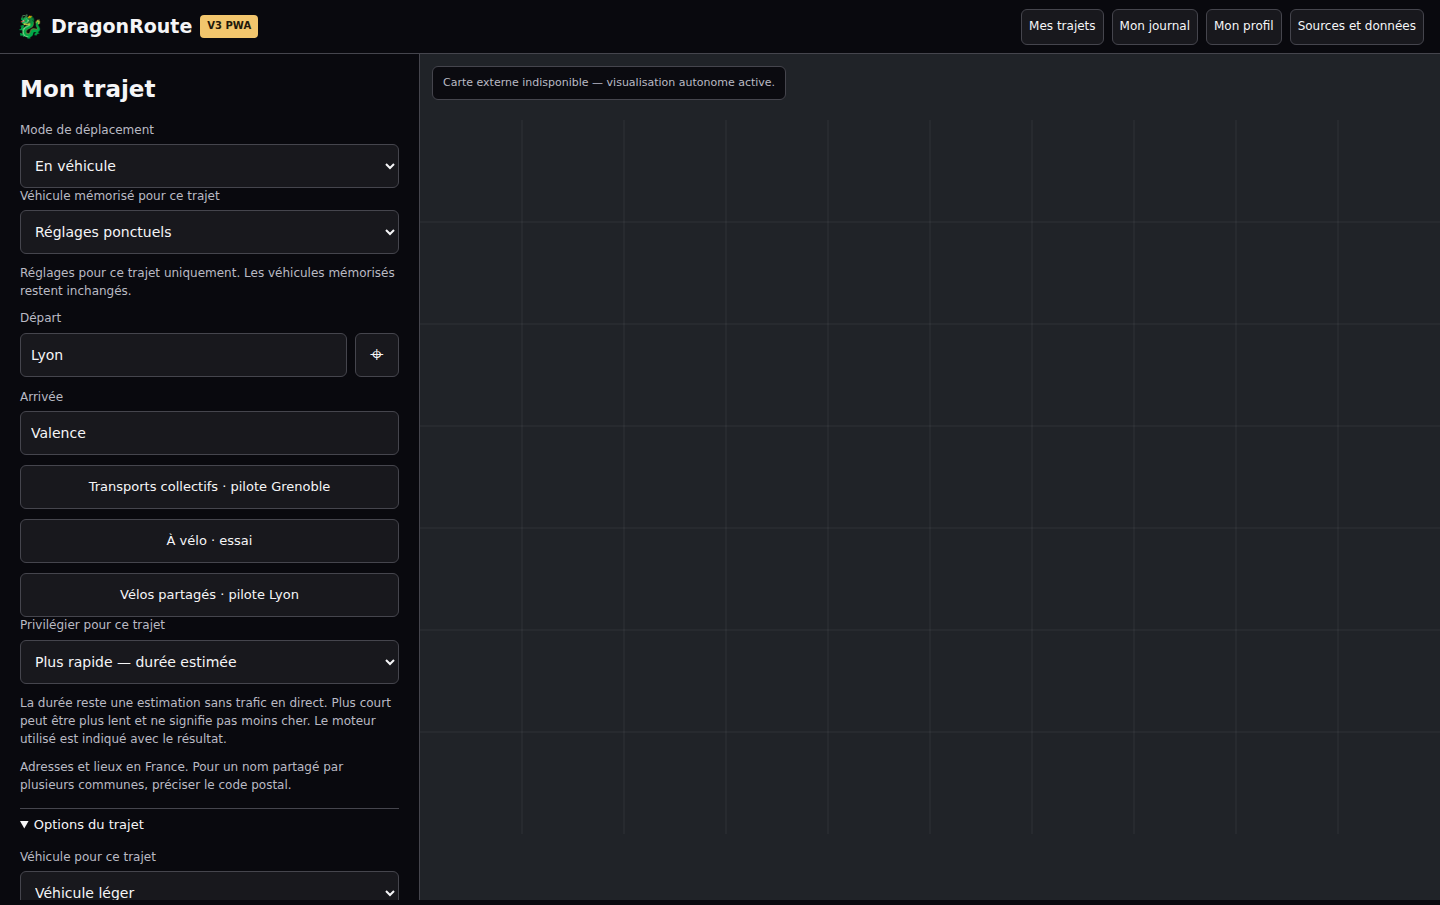 DragonRoute V3 PWA
Mes trajets
Mon journal
Mon profil
Sources et données
Mon trajet
Mode de déplacement
En véhicule
Véhicule mémorisé pour ce trajet
Réglages ponctuels
Réglages pour ce trajet uniquement. Les véhicules mémorisés
restent inchangés.
Départ
Lyon
Arrivée
Valence
Transports collectifs · pilote Grenoble
À vélo · essai
Vélos partagés · pilote Lyon
Privilégier pour ce trajet
Plus rapide — durée estimée
La durée reste une estimation sans trafic en direct. Plus court
peut être plus lent et ne signifie pas moins cher. Le moteur
utilisé est indiqué avec le résultat.
Adresses et lieux en France. Pour un nom partagé par
plusieurs communes, préciser le code postal.
Options du trajet
Véhicule pour ce trajet
Véhicule léger
Carte externe indisponible — visualisation autonome active.